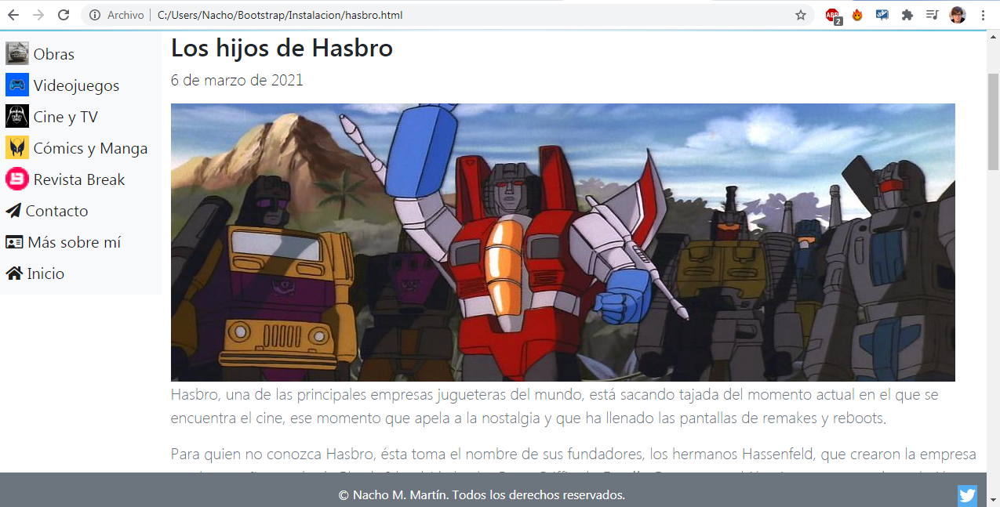 Archivo | C:/Users/Nacho/Bootstrap/Instalacion/hasbro.html
ABP
2
Obras
Videojuegos
Cine y TV
Cómics y Manga
Revista Break
Contacto
Más sobre mí
Inicio
Los hijos de Hasbro
6 de marzo de 2021
Hasbro, una de las principales empresas jugueteras del mundo, está sacando tajada del momento actual en el que se
encuentra el cine, ese momento que apela a la nostalgia y que ha llenado las pantallas de remakes y reboots.
Para quien no conozca Hasbro, ésta toma el nombre de sus fundadores, los hermanos Hassenfeld, que crearon la empresa
© Nacho M. Martín. Todos los derechos reservados.